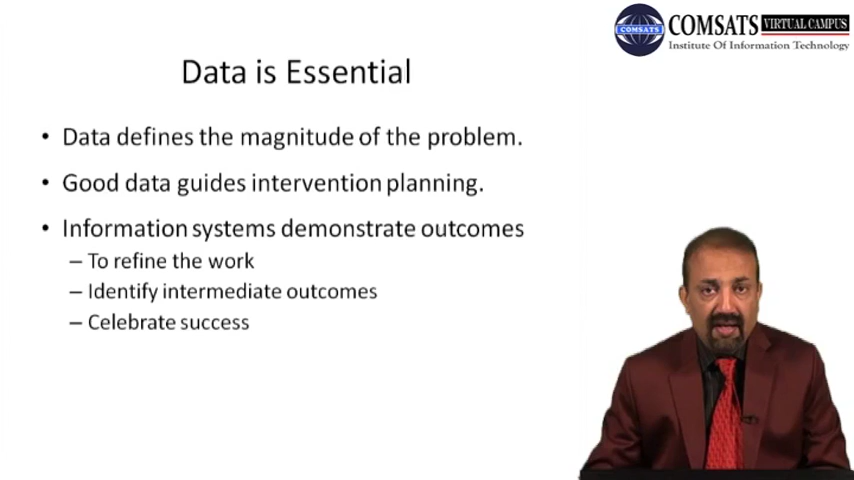 COMSATS VIRTUAL CAMPUS
COMSATS
Institute Of Information Technology
Data is Essential
• Data defines the magnitude of the problem.
• Good data guides intervention planning.
• Information systems demonstrate outcomes
– To refine the work
– Identify intermediate outcomes
– Celebrate success